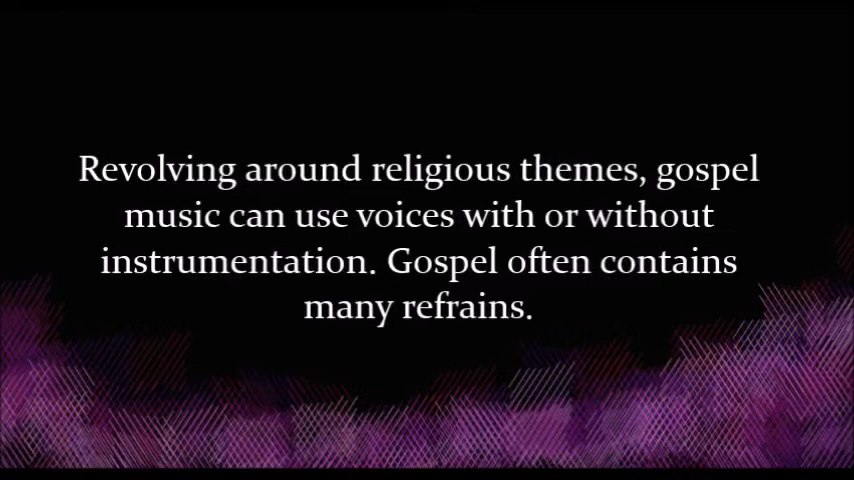 Revolving around religious themes, gospel
music can use voices with or without
instrumentation. Gospel often contains
many refrains.